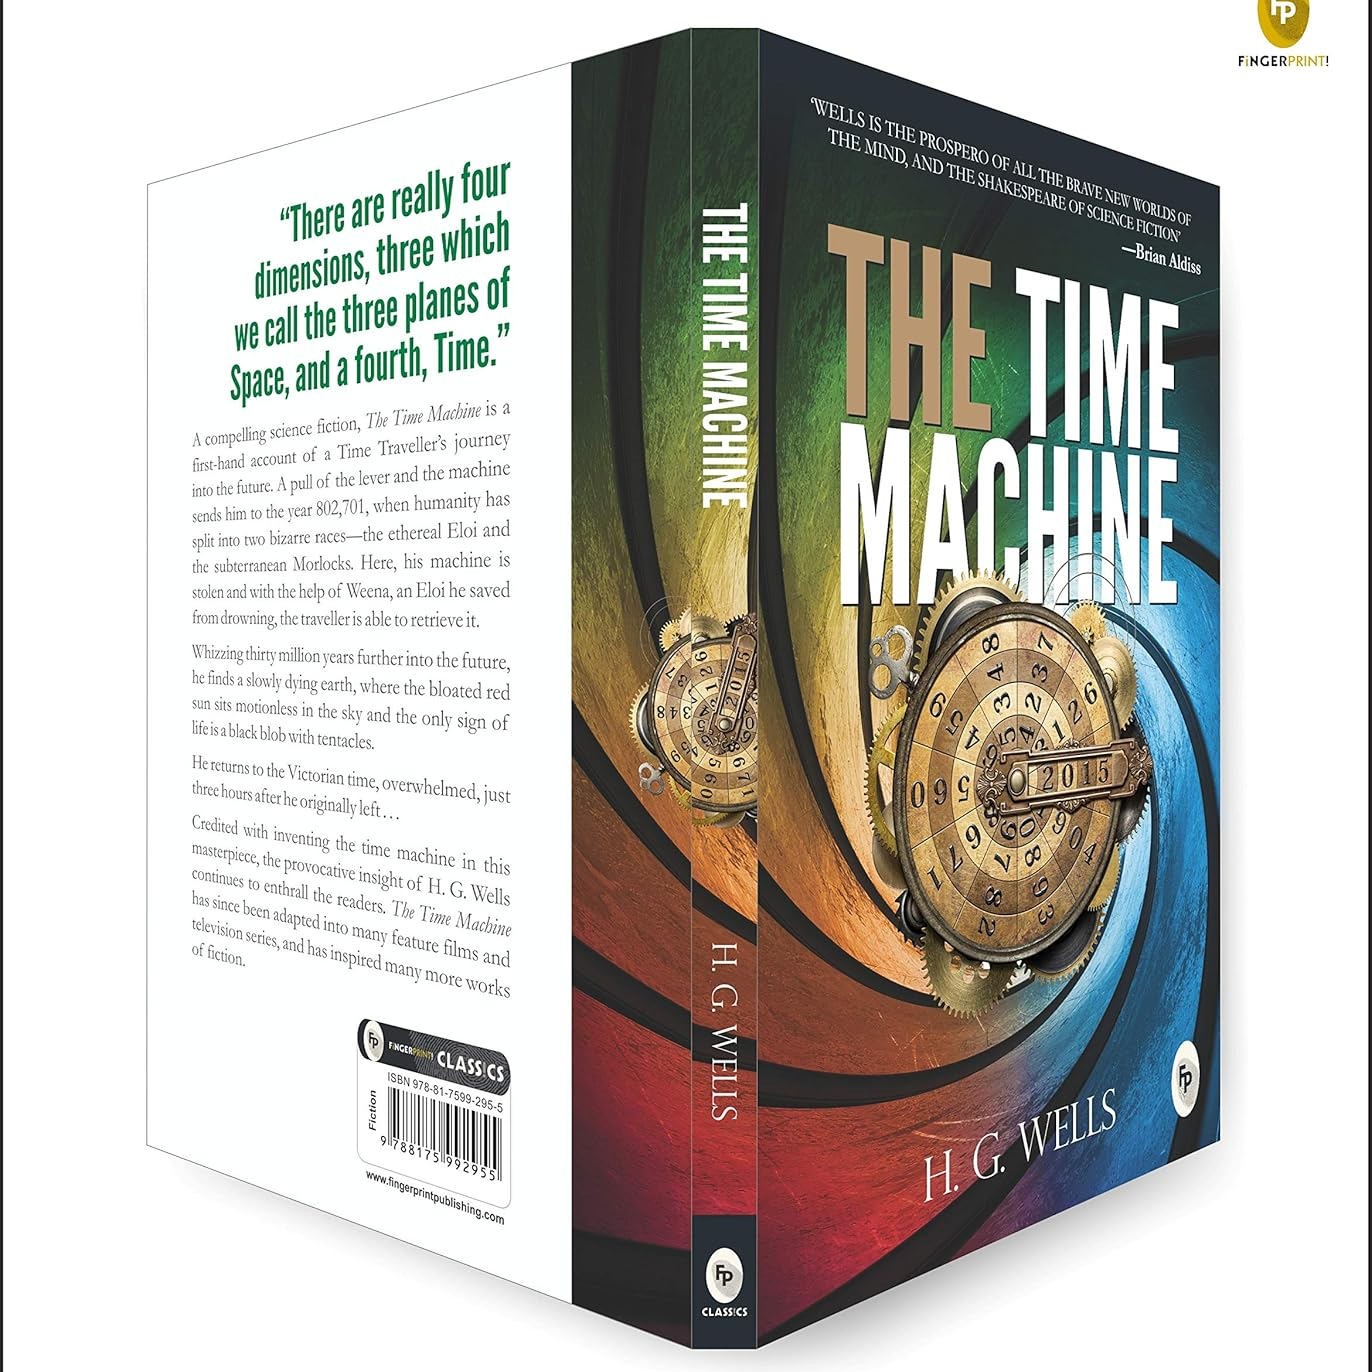 FP
FiNGERPRINT!
“There are really four
dimensions, three which
we call the three planes of
Space, and a fourth, Time.”
A compelling science fiction, The Time Machine is a
first-hand account of a Time Traveller’s journey
into the future. A pull of the lever and the machine
sends him to the year 802,701, when humanity has
split into two bizarre races—the ethereal Eloi and
the subterranean Morlocks. Here, his machine is
stolen and with the help of Weena, an Eloi he saved
from drowning, the traveller is able to retrieve it.
Whizzing thirty million years further into the future,
he finds a slowly dying earth, where the bloated red
sun sits motionless in the sky and the only sign of
life is a black blob with tentacles.
He returns to the Victorian time, overwhelmed, just
three hours after he originally left…
Credited with inventing the time machine in this
masterpiece, the provocative insight of H. G. Wells
continues to enthrall the readers. The Time Machine
has since been adapted into many feature films and
television series, and has inspired many more works
of fiction.
FP FiNGERPRINT! CLASS!CS
ISBN 978-81-7599-295-5
Fiction
9 788175 992955
www.fingerprintpublishing.com
THE TIME MACHINE
2015
H. G. WELLS
FP
CLASS!CS
‘WELLS IS THE PROSPERO OF ALL THE BRAVE NEW WORLDS OF
THE MIND, AND THE SHAKESPEARE OF SCIENCE FICTION’
—Brian Aldiss
THE TIME
MACHINE
2015
FP
H. G. WELLS